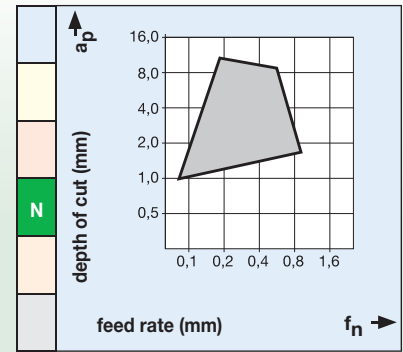 ap
16,0
8,0
4,0
2,0
1,0
0,5
depth of cut (mm)
N
0,1 0,2 0,4 0,8 1,6
feed rate (mm)
fn